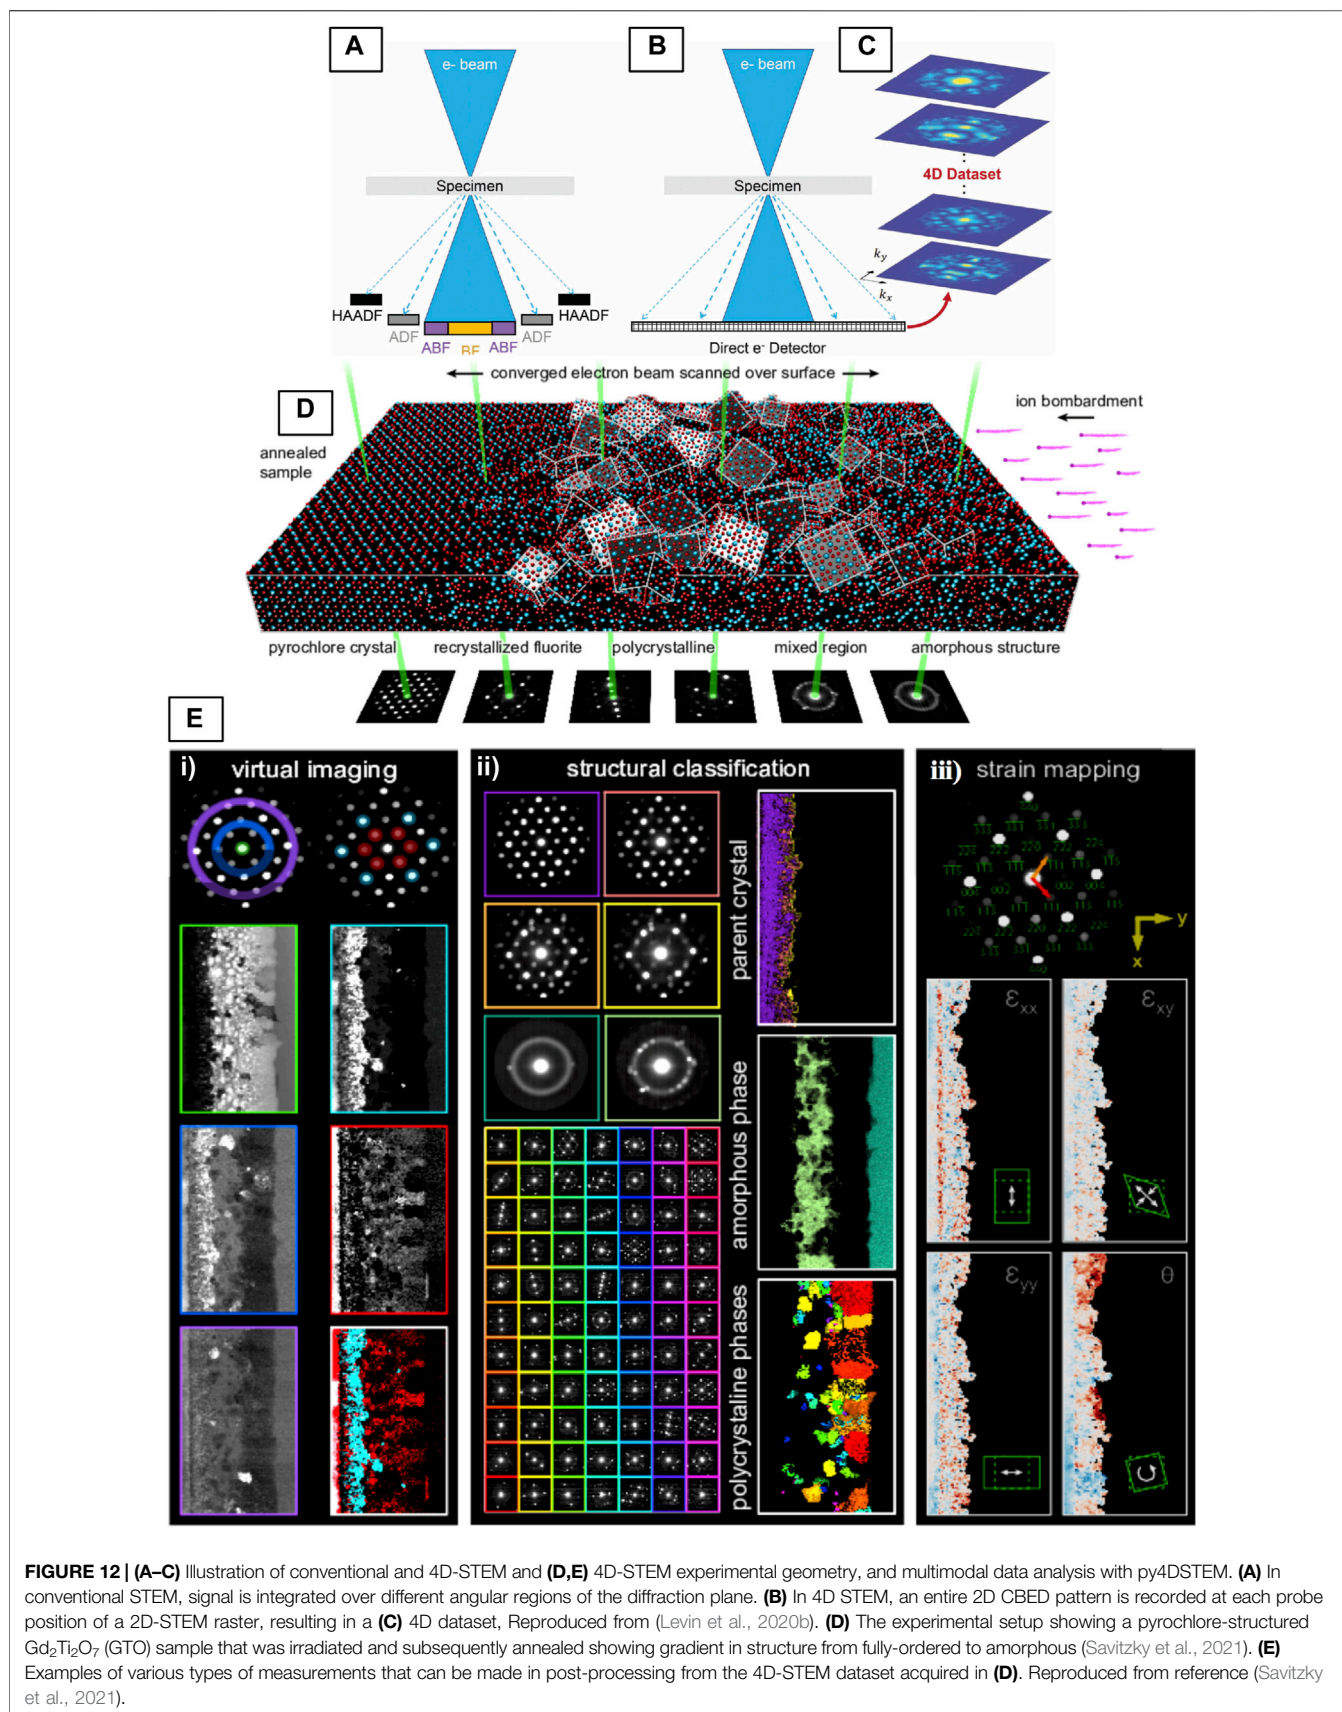 A
B
C
e- beam
e- beam
Specimen
Specimen
4D Dataset
k_y
k_x
HAADF
HAADF
ADF
ADF
ABF
BF
ABF
Direct e⁻ Detector
converged electron beam scanned over surface
D
ion bombardment
annealed
sample
pyrochlore crystal
recrystallized fluorite
polycrystalline
mixed region
amorphous structure
E
i)
virtual imaging
ii)
structural classification
iii)
strain mapping
parent crystal
amorphous phase
polycrystalline phases
y
x
ε_xx
ε_xy
ε_yy
θ
FIGURE 12 | (A–C) Illustration of conventional and 4D-STEM and (D,E) 4D-STEM experimental geometry, and multimodal data analysis with py4DSTEM. (A) In
conventional STEM, signal is integrated over different angular regions of the diffraction plane. (B) In 4D STEM, an entire 2D CBED pattern is recorded at each probe
position of a 2D-STEM raster, resulting in a (C) 4D dataset, Reproduced from (Levin et al., 2020b). (D) The experimental setup showing a pyrochlore-structured
Gd₂Ti₂O₇ (GTO) sample that was irradiated and subsequently annealed showing gradient in structure from fully-ordered to amorphous (Savitzky et al., 2021). (E)
Examples of various types of measurements that can be made in post-processing from the 4D-STEM dataset acquired in (D). Reproduced from reference (Savitzky
et al., 2021).